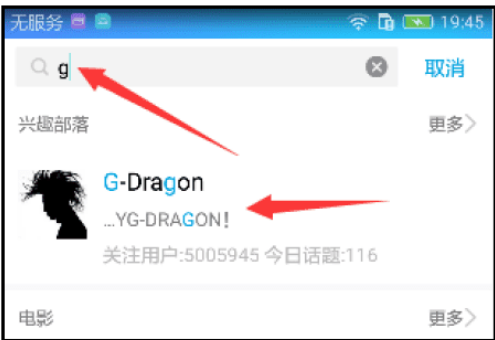 无服务 19:45
g 取消
兴趣部落 更多
G-Dragon
...YG-DRAGON!
关注用户:5005945 今日话题:116
电影 更多